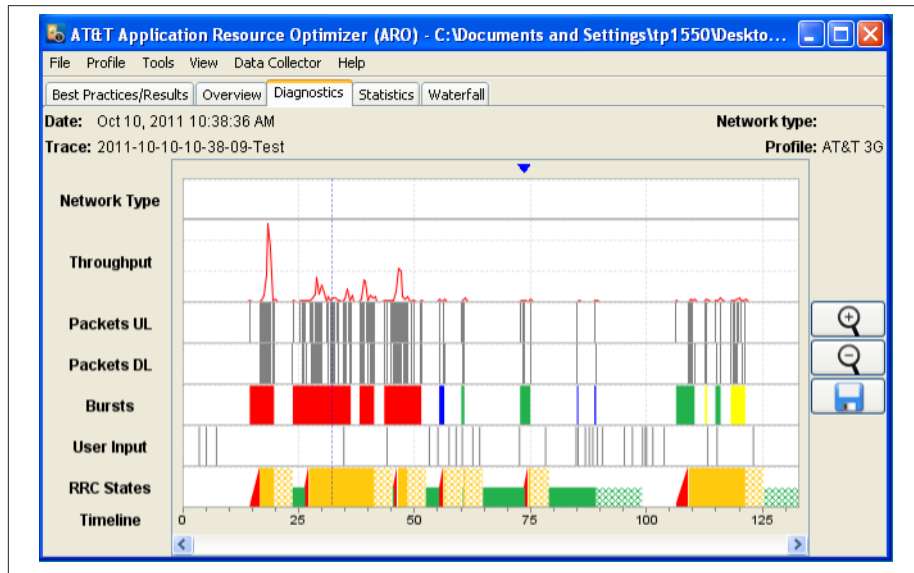 AT&T Application Resource Optimizer (ARO) - C:\Documents and Settings\tp1550\Deskto...
File Profile Tools View Data Collector Help
Best Practices/Results Overview Diagnostics Statistics Waterfall
Date: Oct 10, 2011 10:38:36 AM Network type:
Trace: 2011-10-10-10-38-09-Test Profile: AT&T 3G
Network Type
Throughput
Packets UL
Packets DL
Bursts
User Input
RRC States
Timeline 0 25 50 75 100 125